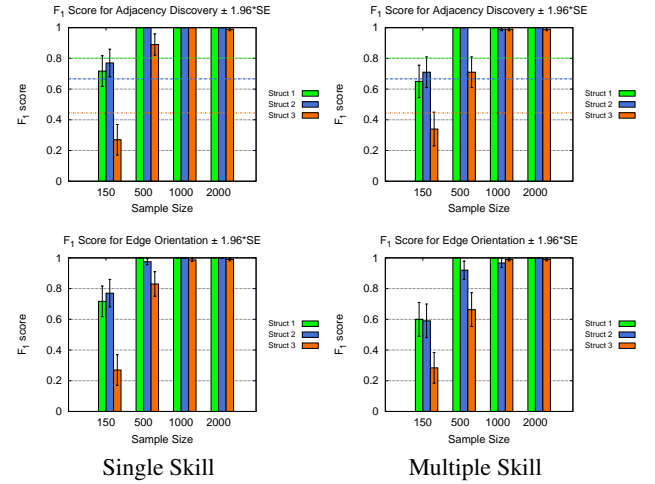 F1 Score for Adjacency Discovery ± 1.96*SE
F1 score
1
0.8
0.6
0.4
0.2
0
150 500 1000 2000
Sample Size
Struct 1
Struct 2
Struct 3
F1 Score for Adjacency Discovery ± 1.96*SE
F1 score
1
0.8
0.6
0.4
0.2
0
150 500 1000 2000
Sample Size
Struct 1
Struct 2
Struct 3
F1 Score for Edge Orientation ± 1.96*SE
F1 score
1
0.8
0.6
0.4
0.2
0
150 500 1000 2000
Sample Size
Struct 1
Struct 2
Struct 3
Single Skill
F1 Score for Edge Orientation ± 1.96*SE
F1 score
1
0.8
0.6
0.4
0.2
0
150 500 1000 2000
Sample Size
Struct 1
Struct 2
Struct 3
Multiple Skill